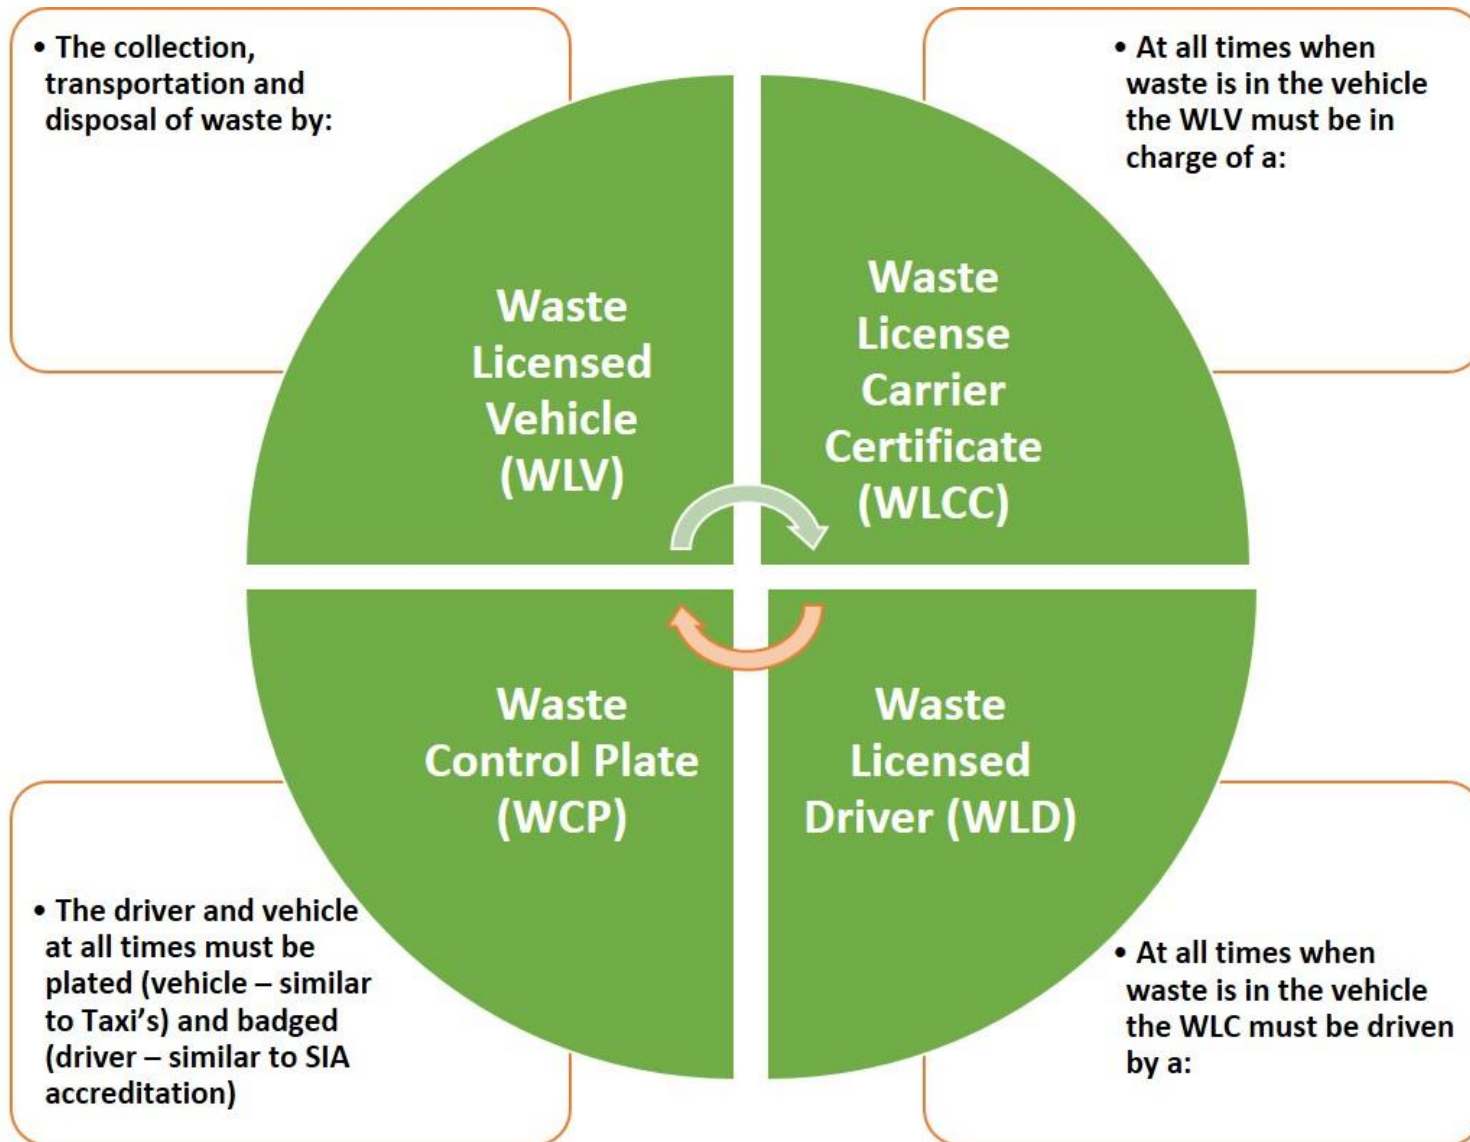 • The collection,
transportation and
disposal of waste by:
• At all times when
waste is in the vehicle
the WLV must be in
charge of a:
Waste
Licensed
Vehicle
(WLV)
Waste
License
Carrier
Certificate
(WLCC)
Waste
Control Plate
(WCP)
Waste
Licensed
Driver (WLD)
• The driver and vehicle
at all times must be
plated (vehicle – similar
to Taxi’s) and badged
(driver – similar to SIA
accreditation)
• At all times when
waste is in the vehicle
the WLC must be driven
by a: